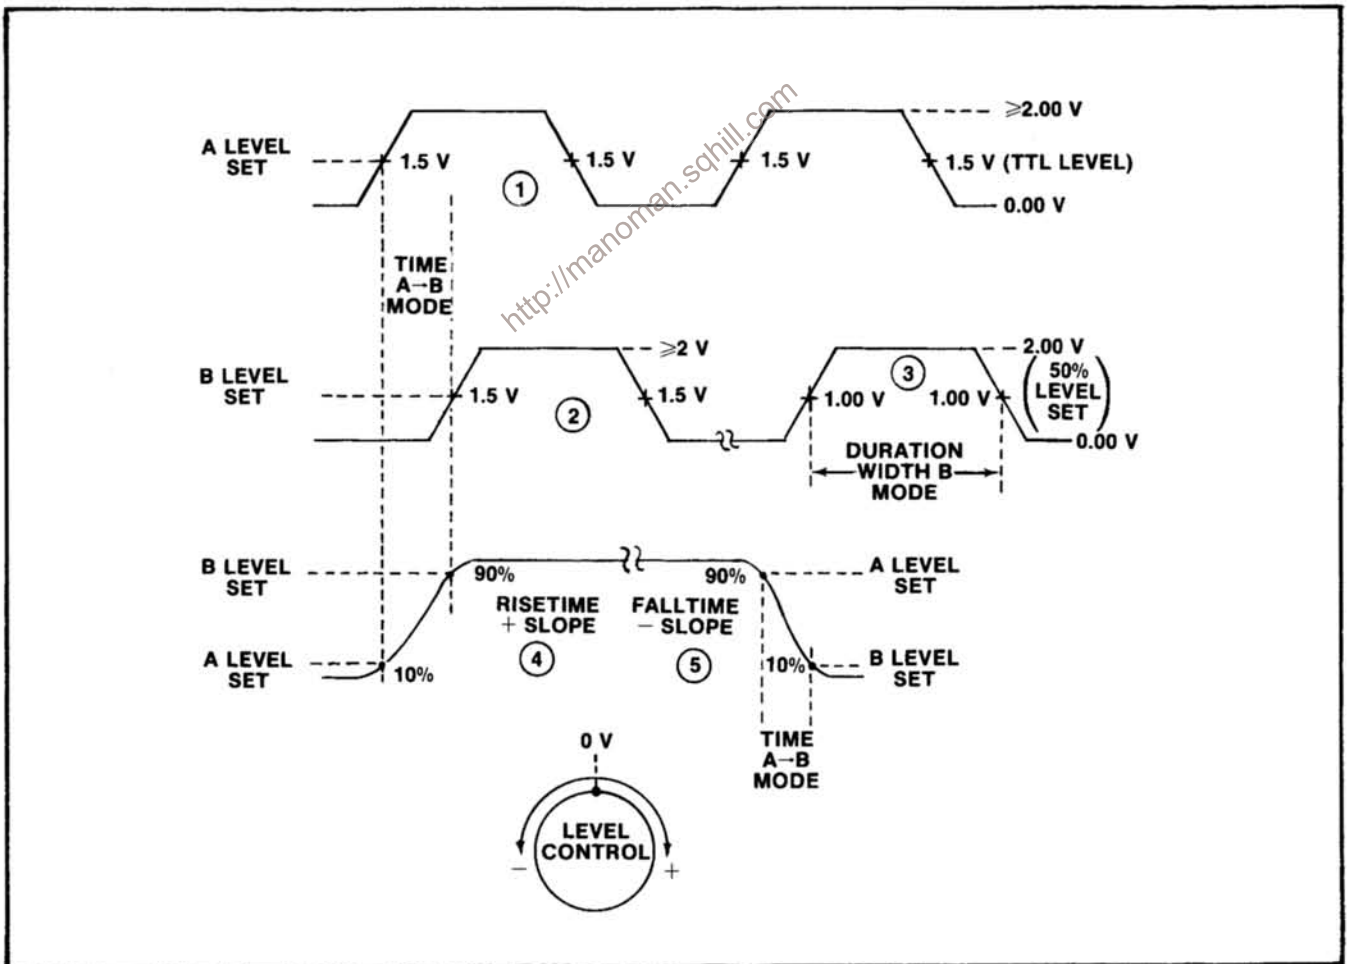 http://manoman.sqhill.com
≥2.00 V
A LEVEL
SET
1.5 V
1.5 V
1.5 V
1.5 V (TTL LEVEL)
1
0.00 V
TIME
A→B
MODE
≥2 V
2.00 V
B LEVEL
SET
1.5 V
1.5 V
2
3
1.00 V
1.00 V
(50%
LEVEL
SET)
0.00 V
DURATION
WIDTH B
MODE
B LEVEL
SET
90%
90%
A LEVEL
SET
RISETIME
+ SLOPE
4
FALLTIME
− SLOPE
5
A LEVEL
SET
10%
10%
B LEVEL
SET
TIME
A→B
MODE
0 V
LEVEL
CONTROL
−
+